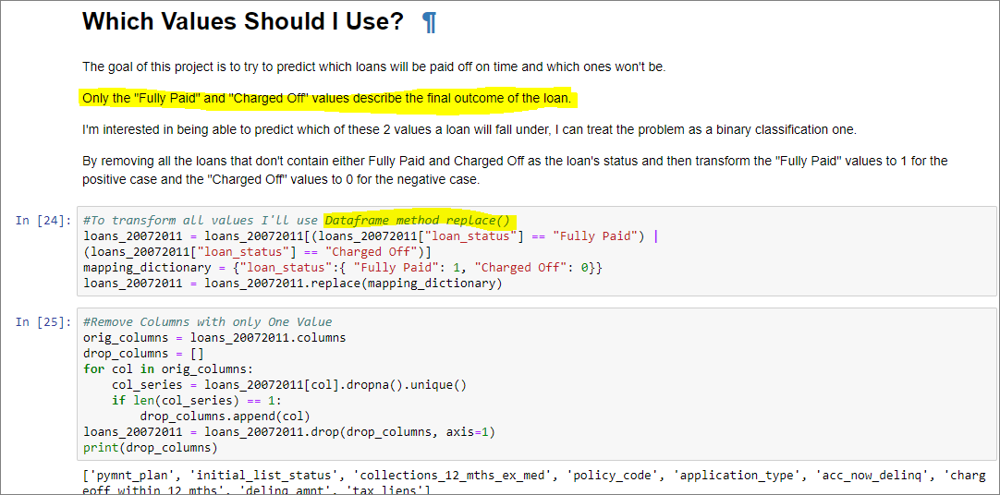 Which Values Should I Use? ¶
The goal of this project is to try to predict which loans will be paid off on time and which ones won't be.
Only the "Fully Paid" and "Charged Off" values describe the final outcome of the loan.
I'm interested in being able to predict which of these 2 values a loan will fall under, I can treat the problem as a binary classification one.
By removing all the loans that don't contain either Fully Paid and Charged Off as the loan's status and then transform the "Fully Paid" values to 1 for the
positive case and the "Charged Off" values to 0 for the negative case.
In [24]: #To transform all values I'll use Dataframe method replace()
loans_20072011 = loans_20072011[(loans_20072011["loan_status"] == "Fully Paid") |
(loans_20072011["loan_status"] == "Charged Off")]
mapping_dictionary = {"loan_status":{ "Fully Paid": 1, "Charged Off": 0}}
loans_20072011 = loans_20072011.replace(mapping_dictionary)
In [25]: #Remove Columns with only One Value
orig_columns = loans_20072011.columns
drop_columns = []
for col in orig_columns:
    col_series = loans_20072011[col].dropna().unique()
    if len(col_series) == 1:
        drop_columns.append(col)
loans_20072011 = loans_20072011.drop(drop_columns, axis=1)
print(drop_columns)
['pymnt_plan', 'initial_list_status', 'collections_12_mths_ex_med', 'policy_code', 'application_type', 'acc_now_delinq', 'charg
eoff_within_12_mths', 'delinq_amnt', 'tax_liens']